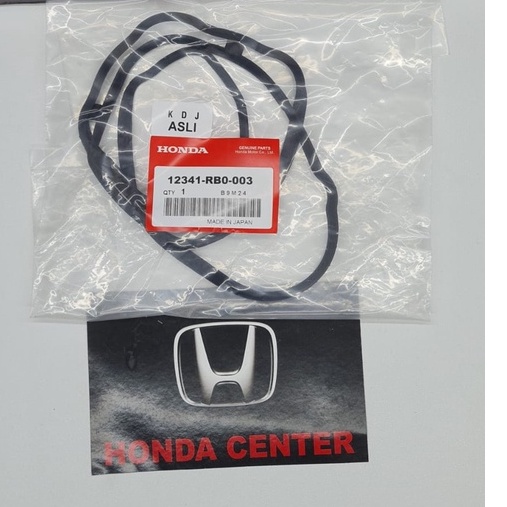 K D J
ASLI
HONDA
GENUINE PARTS
Honda Motor Co., Ltd.
12341-RB0-003
QTY 1 B9M24
MADE IN JAPAN
HONDA CENTER